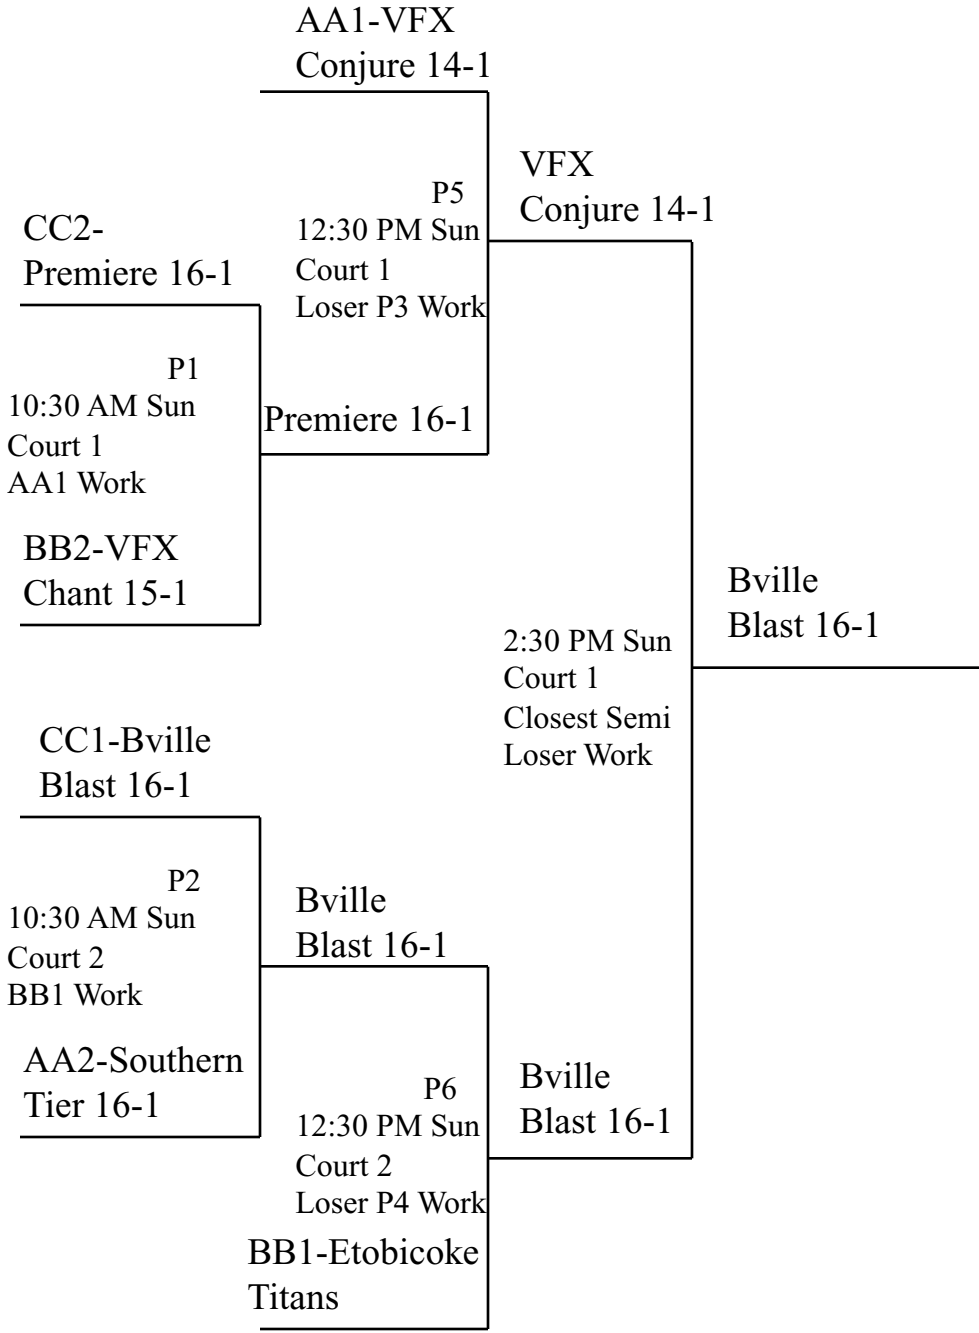 AA1-VFX
Conjure 14-1
VFX
Conjure 14-1
P5
12:30 PM Sun
Court 1
Loser P3 Work
CC2-
Premiere 16-1
P1
10:30 AM Sun
Court 1
AA1 Work
Premiere 16-1
BB2-VFX
Chant 15-1
Bville
Blast 16-1
2:30 PM Sun
Court 1
Closest Semi
Loser Work
CC1-Bville
Blast 16-1
P2
10:30 AM Sun
Court 2
BB1 Work
Bville
Blast 16-1
AA2-Southern
Tier 16-1
P6
12:30 PM Sun
Court 2
Loser P4 Work
Bville
Blast 16-1
BB1-Etobicoke
Titans